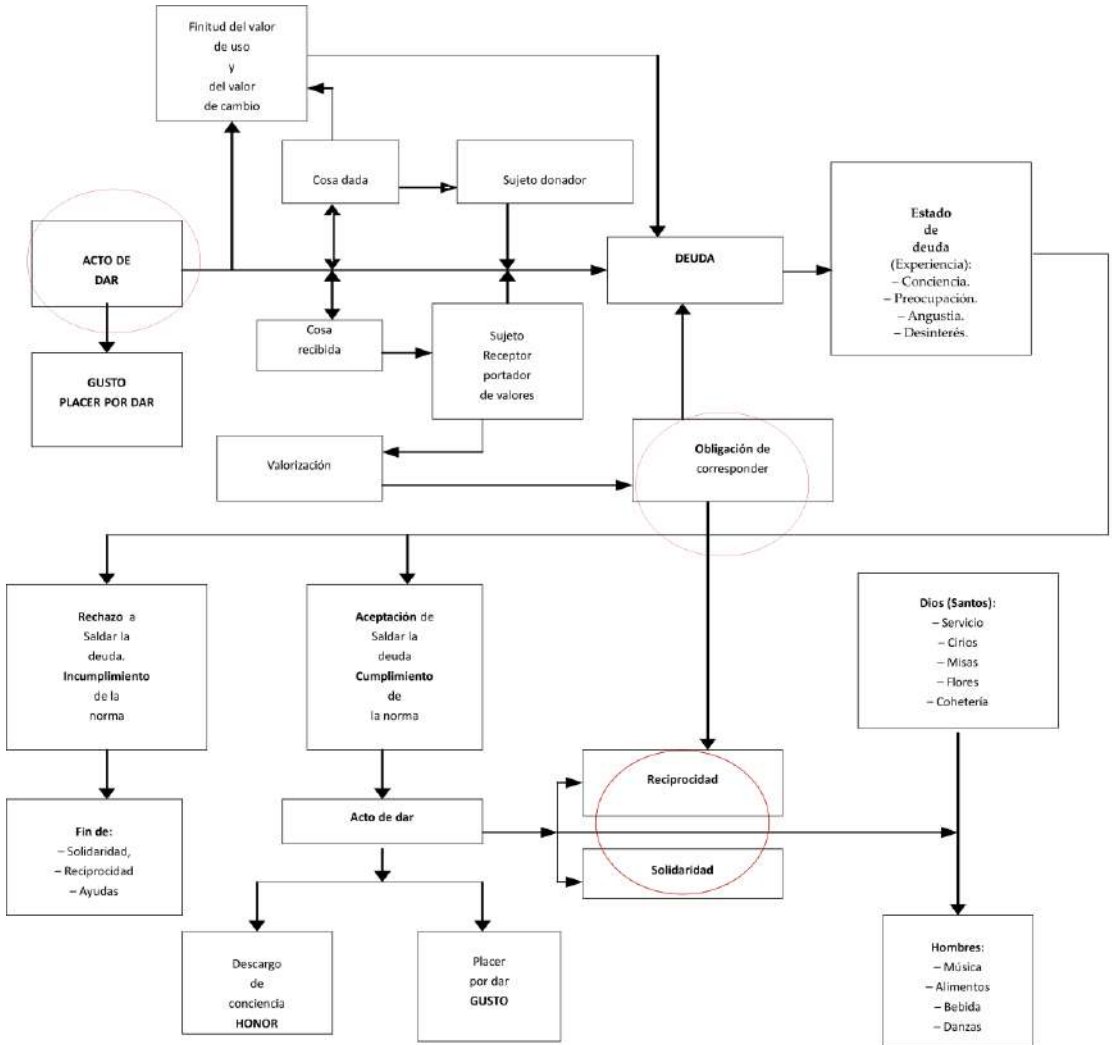 Finitud del valor
de uso
y
del valor
de cambio
Cosa dada
Sujeto donador
ACTO DE
DAR
DEUDA
Estado
de
deuda
(Experiencia):
– Conciencia.
– Preocupación.
– Angustia.
– Desinterés.
Cosa
recibida
Sujeto
Receptor
portador
de valores
GUSTO
PLACER POR DAR
Valorización
Obligación de
corresponder
Rechazo a
Saldar la
deuda.
Incumplimiento
de la
norma
Aceptación de
Saldar la
deuda
Cumplimiento
de
la norma
Dios (Santos):
– Servicio
– Cirios
– Misas
– Flores
– Cohetería
Reciprocidad
Fin de:
– Solidaridad,
– Reciprocidad
– Ayudas
Acto de dar
Solidaridad
Descargo
de
conciencia
HONOR
Placer
por dar
GUSTO
Hombres:
– Música
– Alimentos
– Bebida
– Danzas